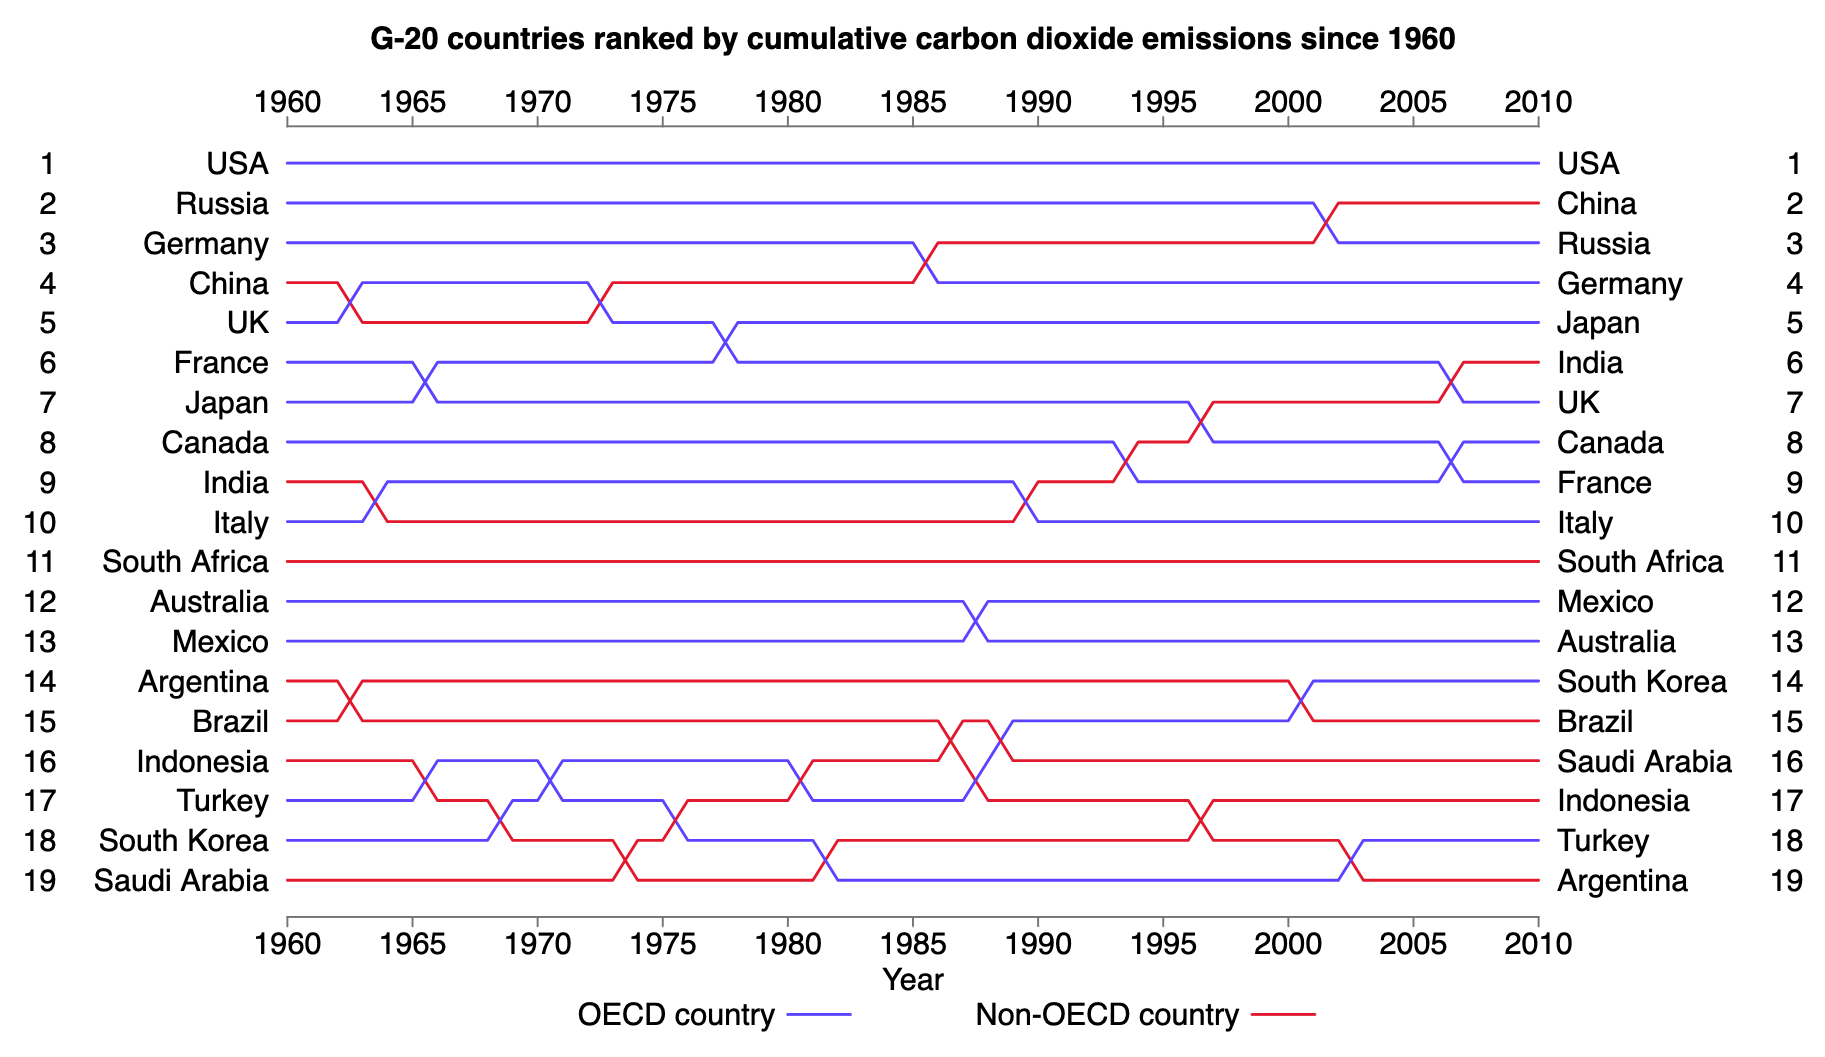 G-20 countries ranked by cumulative carbon dioxide emissions since 1960
1960 1965 1970 1975 1980 1985 1990 1995 2000 2005 2010
1 USA USA 1
2 Russia China 2
3 Germany Russia 3
4 China Germany 4
5 UK Japan 5
6 France India 6
7 Japan UK 7
8 Canada Canada 8
9 India France 9
10 Italy Italy 10
11 South Africa South Africa 11
12 Australia Mexico 12
13 Mexico Australia 13
14 Argentina South Korea 14
15 Brazil Brazil 15
16 Indonesia Saudi Arabia 16
17 Turkey Indonesia 17
18 South Korea Turkey 18
19 Saudi Arabia Argentina 19
1960 1965 1970 1975 1980 1985 1990 1995 2000 2005 2010
Year
OECD country Non-OECD country